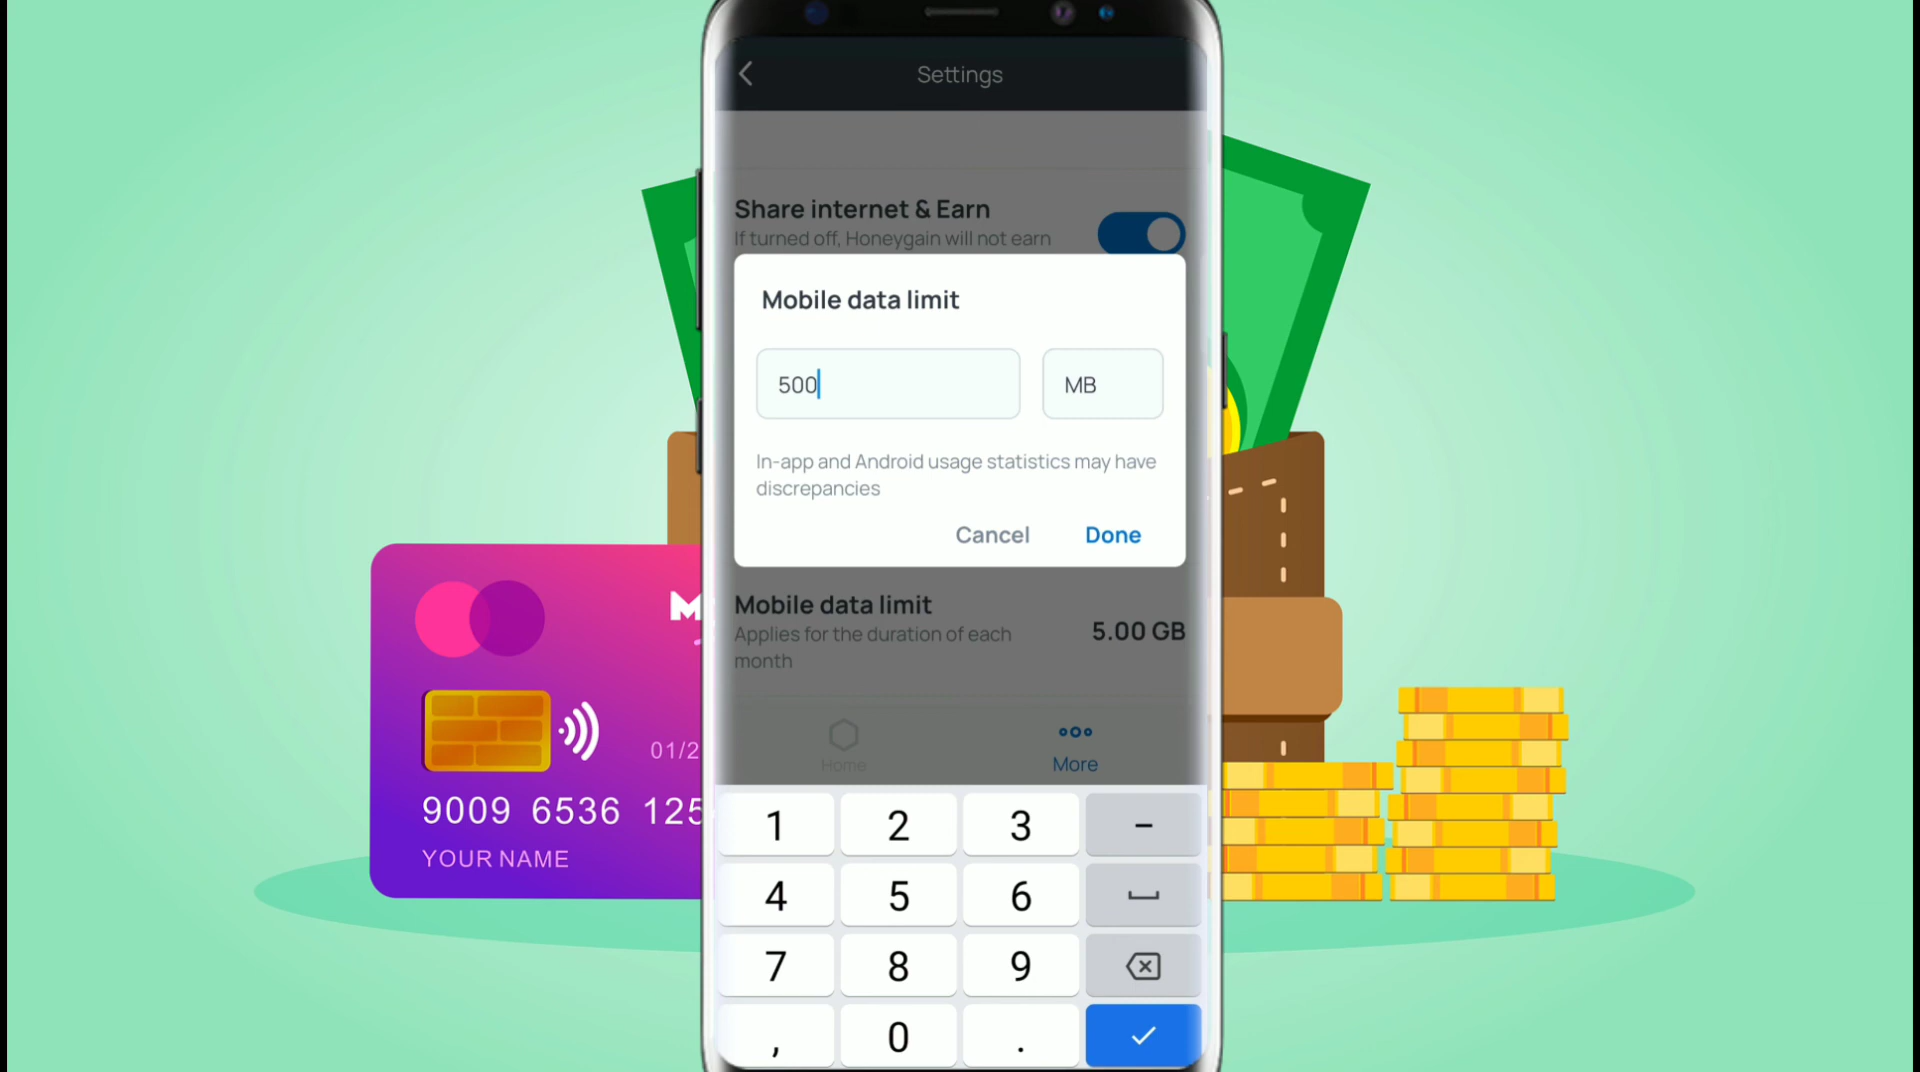 Settings
Share internet & Earn
If turned off, Honeygain will not earn
Mobile data limit
500
MB
In-app and Android usage statistics may have
discrepancies
Cancel
Done
Mobile data limit
Applies for the duration of each
month
5.00 GB
Home
More
M
01/2
9009 6536 125
YOUR NAME
1 2 3 -
4 5 6
7 8 9
, 0 .